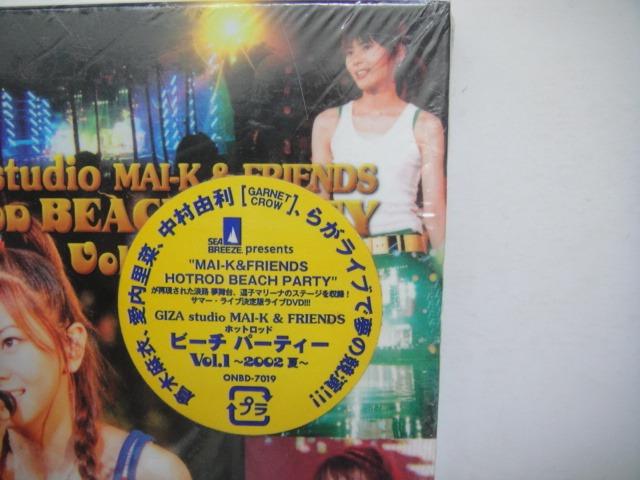 studio MAI-K & FRIENDS
BEACH
Vol.
倉木麻衣、愛内里菜、中村由利[GARNET CROW]、らがライブで夢の競演!!!
SEA BREEZE. presents
"MAI-K&FRIENDS
HOTROD BEACH PARTY"
が再現された淡路 夢舞台、逗子マリーナのステージを収録!
サマー・ライブ決定版ライブDVD!!!
GIZA studio MAI-K & FRIENDS
ホットロッド
ビーチ パーティー
Vol.1 ~2002 夏~
ONBD-7019
プラ